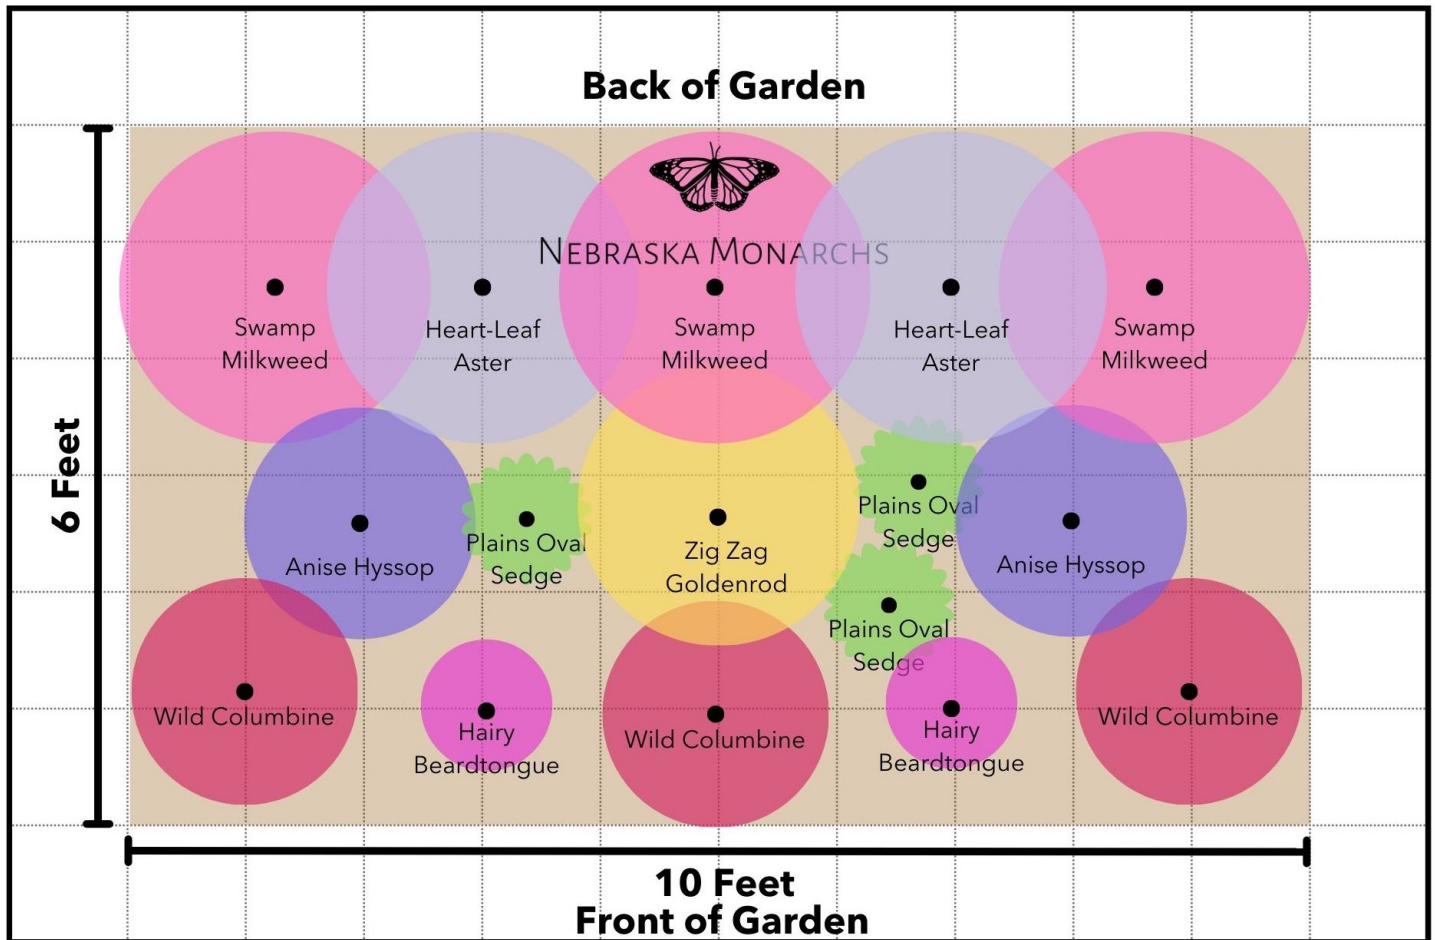 Back of Garden
NEBRASKA MONARCHS
Swamp
Milkweed
Heart-Leaf
Aster
Swamp
Milkweed
Heart-Leaf
Aster
Swamp
Milkweed
6 Feet
Anise Hyssop
Plains Oval
Sedge
Zig Zag
Goldenrod
Plains Oval
Sedge
Anise Hyssop
Plains Oval
Sedge
Wild Columbine
Hairy
Beardtongue
Wild Columbine
Hairy
Beardtongue
Wild Columbine
10 Feet
Front of Garden